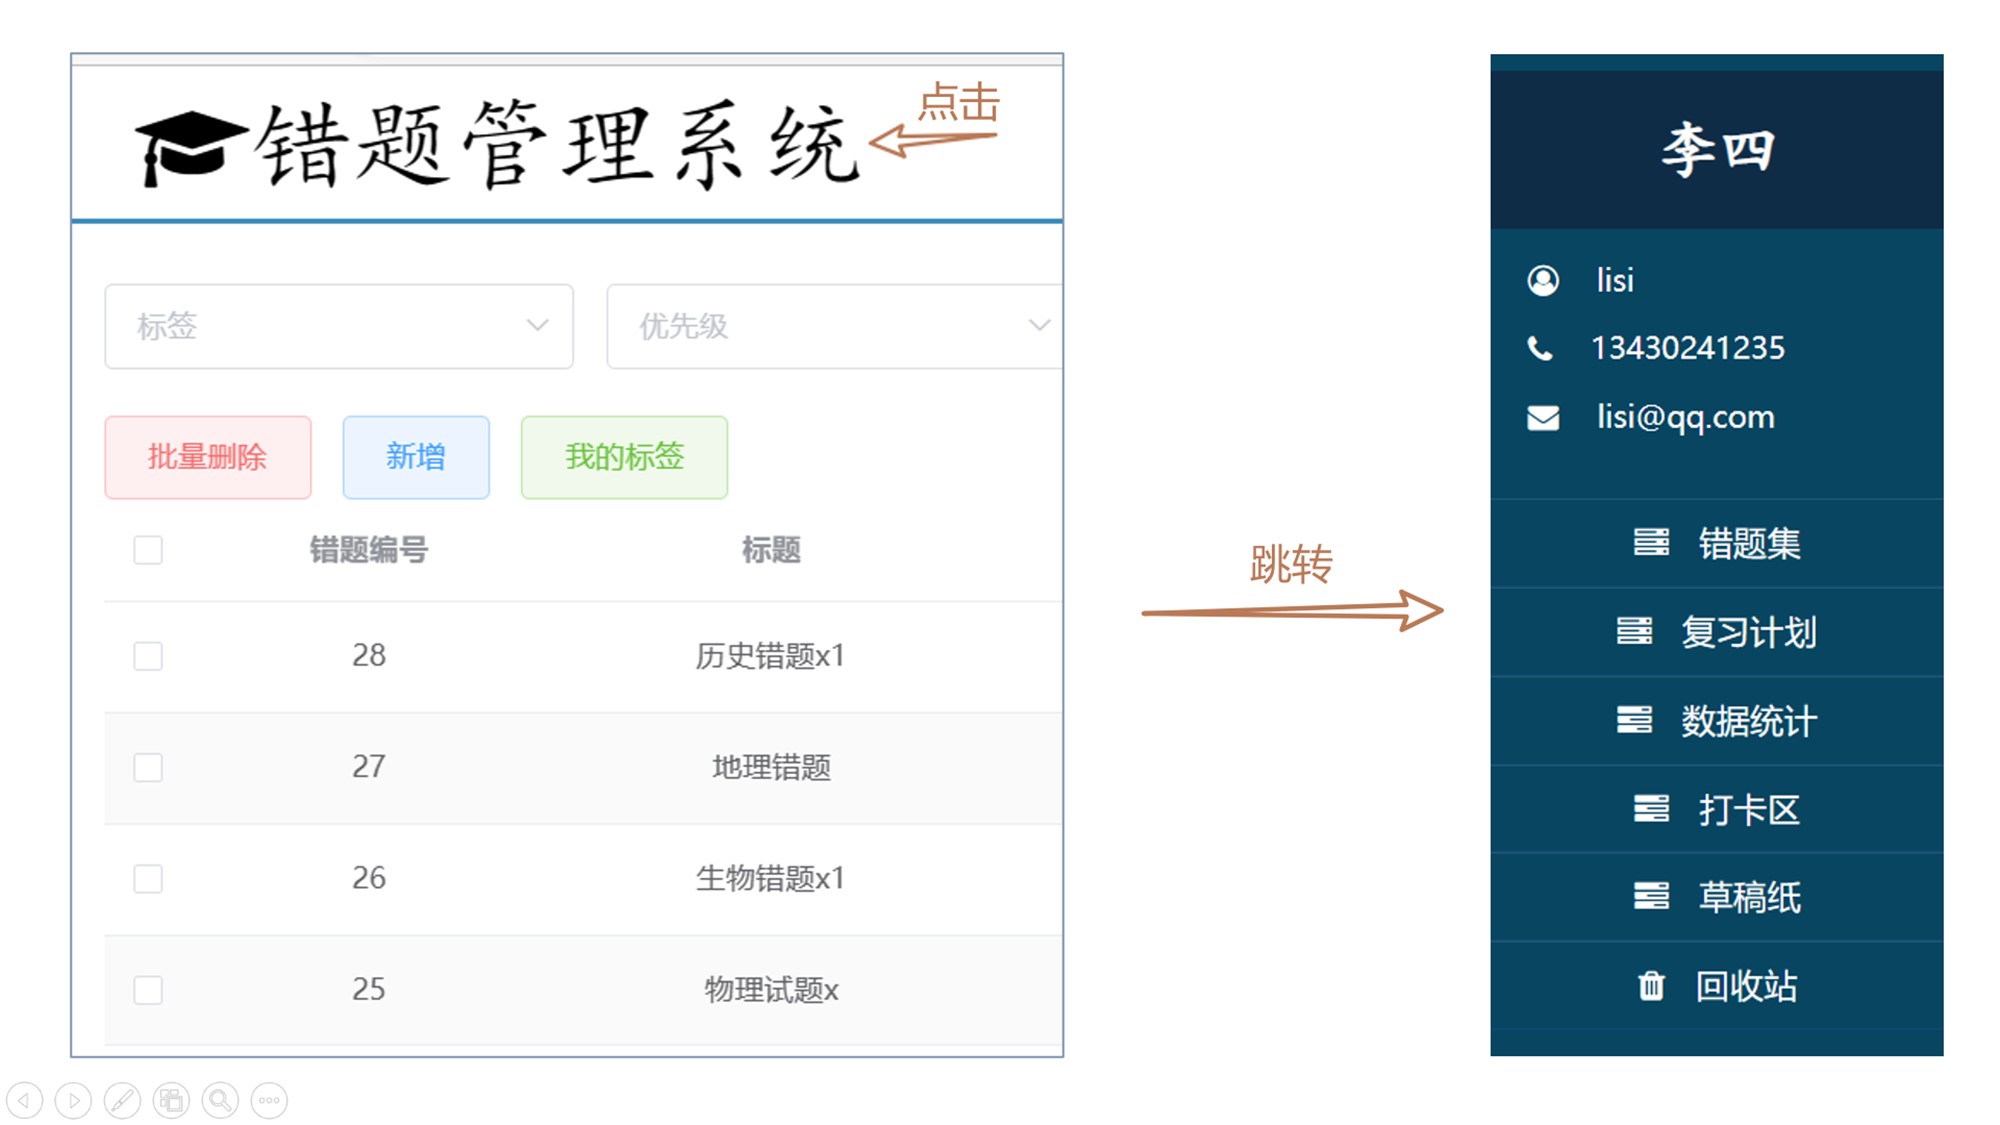 错题管理系统
点击
标签
优先级
批量删除
新增
我的标签
错题编号 标题
28 历史错题x1
27 地理错题
26 生物错题x1
25 物理试题x
跳转
李四
lisi
13430241235
lisi@qq.com
错题集
复习计划
数据统计
打卡区
草稿纸
回收站